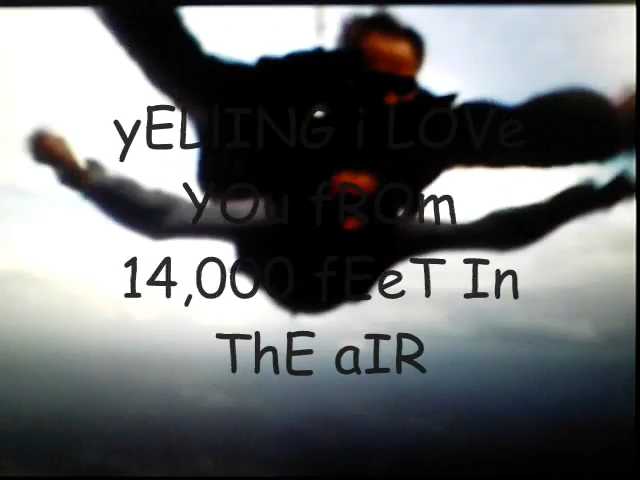 yELlING i LOVe
YOu fROm
14,000 fEeT In
ThE aIR